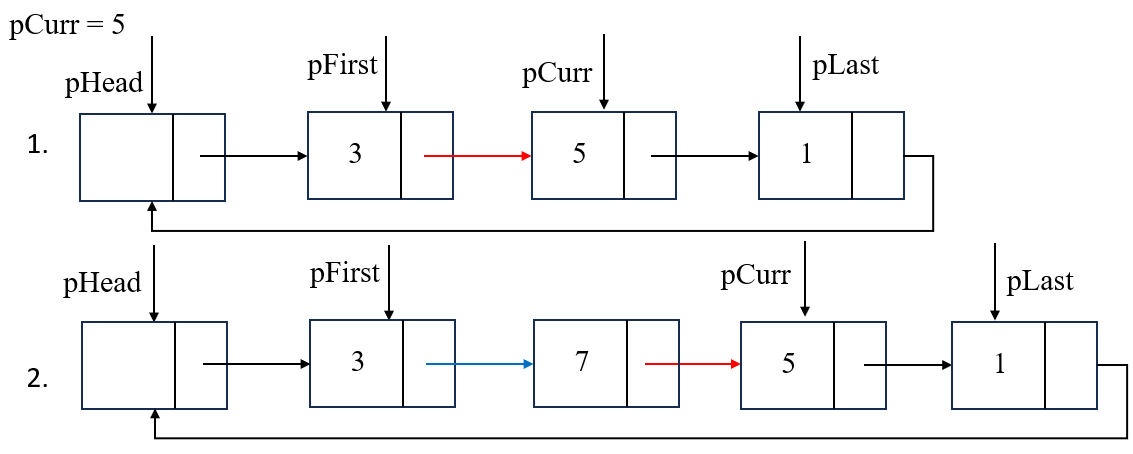 pCurr = 5
pHead
pFirst
pCurr
pLast
1.
3
5
1
pHead
pFirst
pCurr
pLast
2.
3
7
5
1